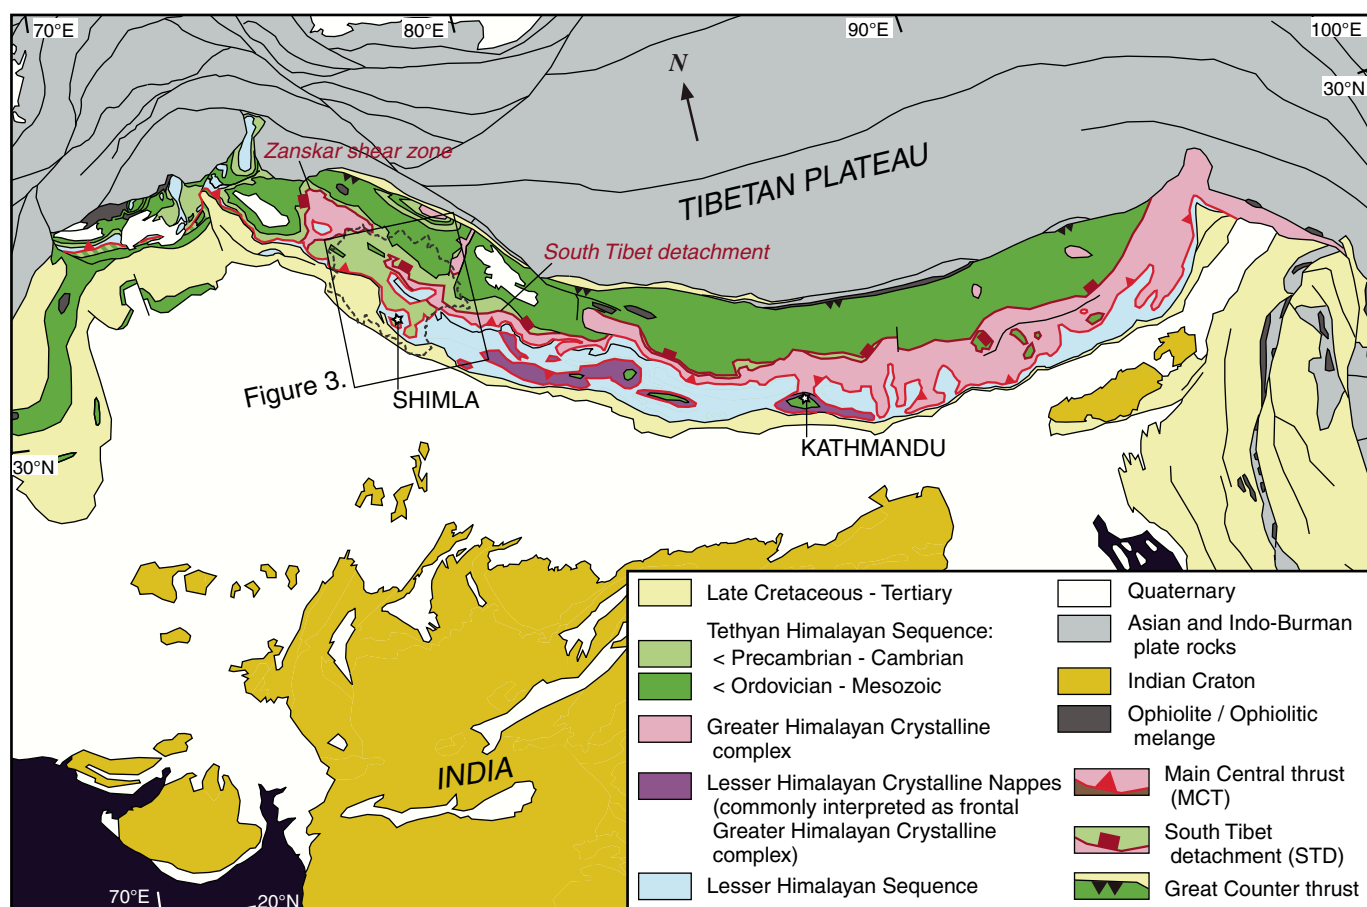 70°E
80°E
90°E
100°E
30°N
N
Zanskar shear zone
TIBETAN PLATEAU
South Tibet detachment
Figure 3.
SHIMLA
KATHMANDU
30°N
INDIA
70°E
20°N
Late Cretaceous - Tertiary
Tethyan Himalayan Sequence:
< Precambrian - Cambrian
< Ordovician - Mesozoic
Greater Himalayan Crystalline
complex
Lesser Himalayan Crystalline Nappes
(commonly interpreted as frontal
Greater Himalayan Crystalline
complex)
Lesser Himalayan Sequence
Quaternary
Asian and Indo-Burman
plate rocks
Indian Craton
Ophiolite / Ophiolitic
melange
Main Central thrust
(MCT)
South Tibet
detachment (STD)
Great Counter thrust